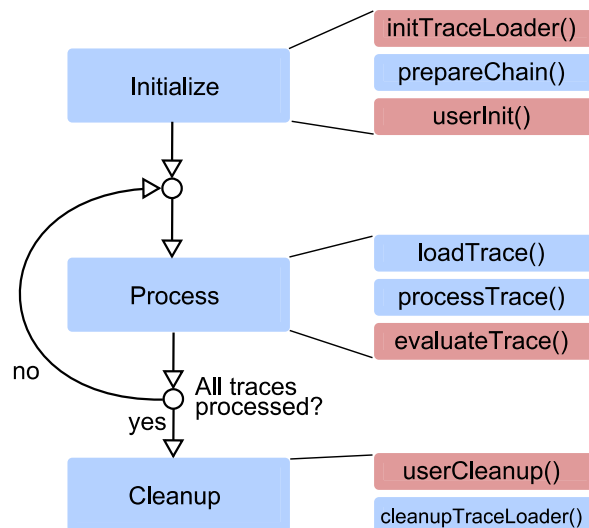 Initialize
initTraceLoader()
prepareChain()
userInit()
Process
loadTrace()
processTrace()
evaluateTrace()
no
All traces
processed?
yes
Cleanup
userCleanup()
cleanupTraceLoader()